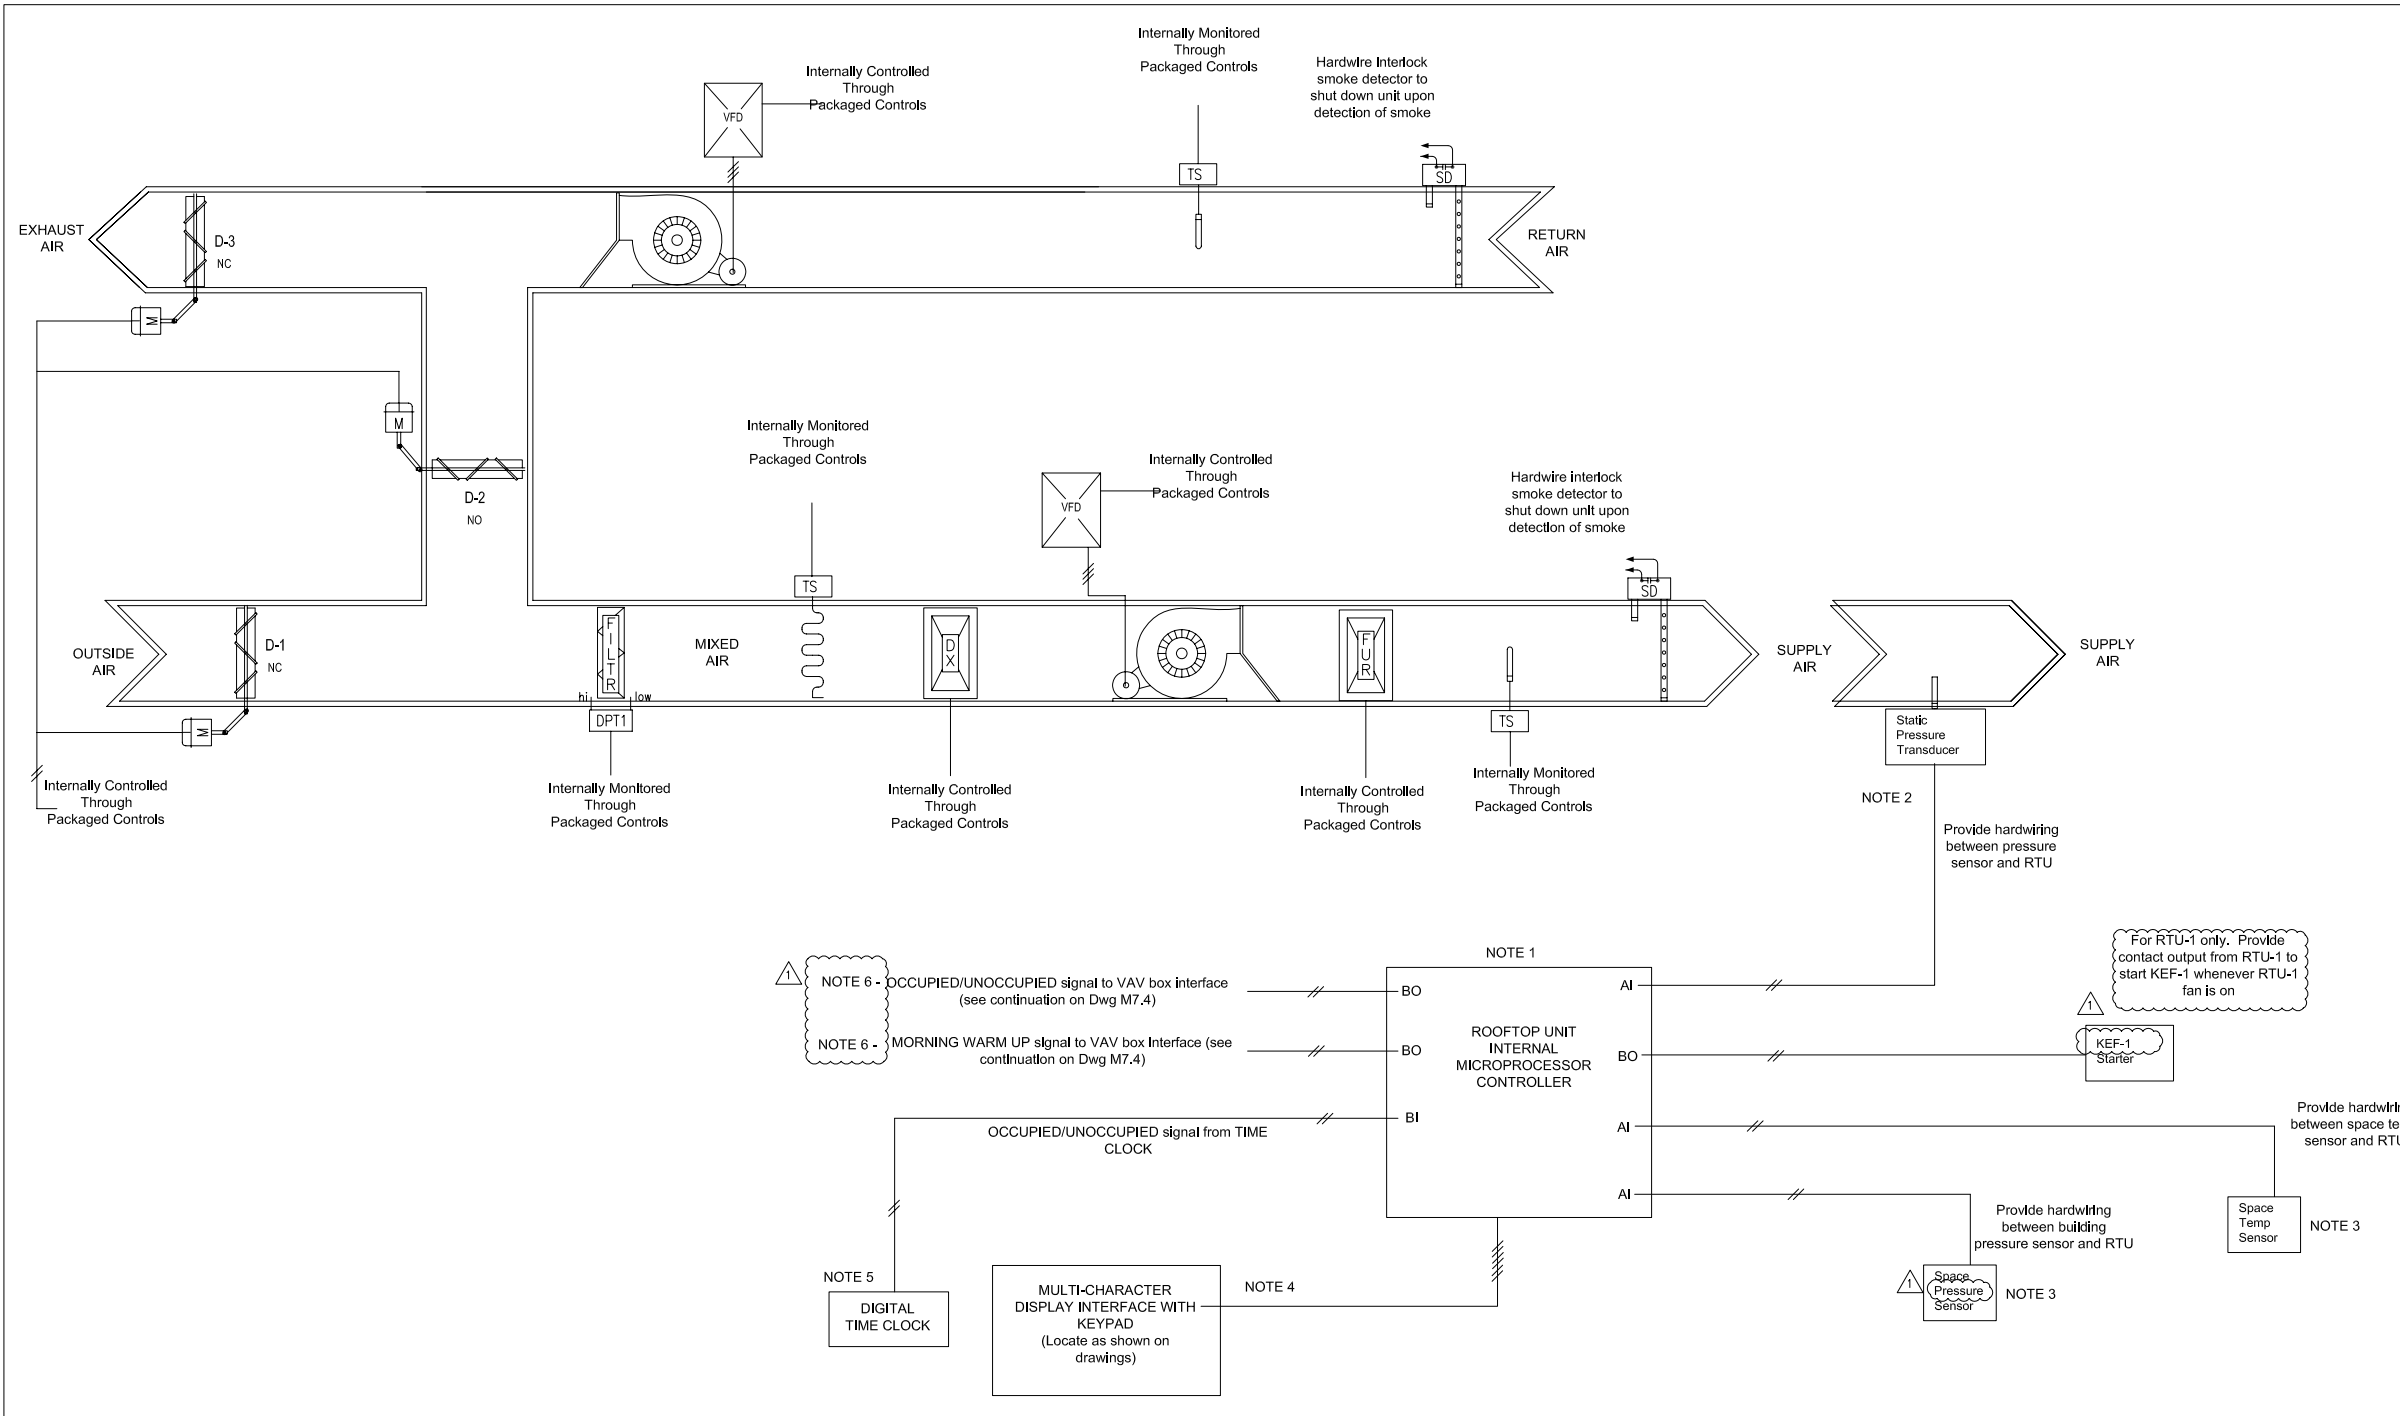 Internally Monitored
Through
Packaged Controls
Hardwire Interlock
smoke detector to
shut down unit upon
detection of smoke
Internally Controlled
Through
Packaged Controls
VFD
TS
SD
EXHAUST
AIR
D-3
NC
RETURN
AIR
M
M
D-2
NO
Internally Monitored
Through
Packaged Controls
Internally Controlled
Through
Packaged Controls
VFD
Hardwire interlock
smoke detector to
shut down unit upon
detection of smoke
TS
SD
OUTSIDE
AIR
D-1
NC
FILTR
MIXED
AIR
DX
FUR
SUPPLY
AIR
SUPPLY
AIR
M
hi
low
DPT1
TS
Static
Pressure
Transducer
Internally Controlled
Through
Packaged Controls
Internally Monitored
Through
Packaged Controls
Internally Controlled
Through
Packaged Controls
Internally Controlled
Through
Packaged Controls
Internally Monitored
Through
Packaged Controls
NOTE 2
Provide hardwiring
between pressure
sensor and RTU
NOTE 1
1
NOTE 6 - OCCUPIED/UNOCCUPIED signal to VAV box interface
(see continuation on Dwg M7.4)
NOTE 6 - MORNING WARM UP signal to VAV box interface (see
continuation on Dwg M7.4)
BO
BO
BI
ROOFTOP UNIT
INTERNAL
MICROPROCESSOR
CONTROLLER
AI
BO
AI
AI
For RTU-1 only. Provide
contact output from RTU-1 to
start KEF-1 whenever RTU-1
fan is on
1
KEF-1
Starter
OCCUPIED/UNOCCUPIED signal from TIME
CLOCK
Provide
between space
sensor and
Space
Temp
Sensor
NOTE 3
Provide hardwiring
between building
pressure sensor and RTU
1
Space
Pressure
Sensor
NOTE 3
NOTE 5
DIGITAL
TIME CLOCK
MULTI-CHARACTER
DISPLAY INTERFACE WITH
KEYPAD
(Locate as shown on
drawings)
NOTE 4